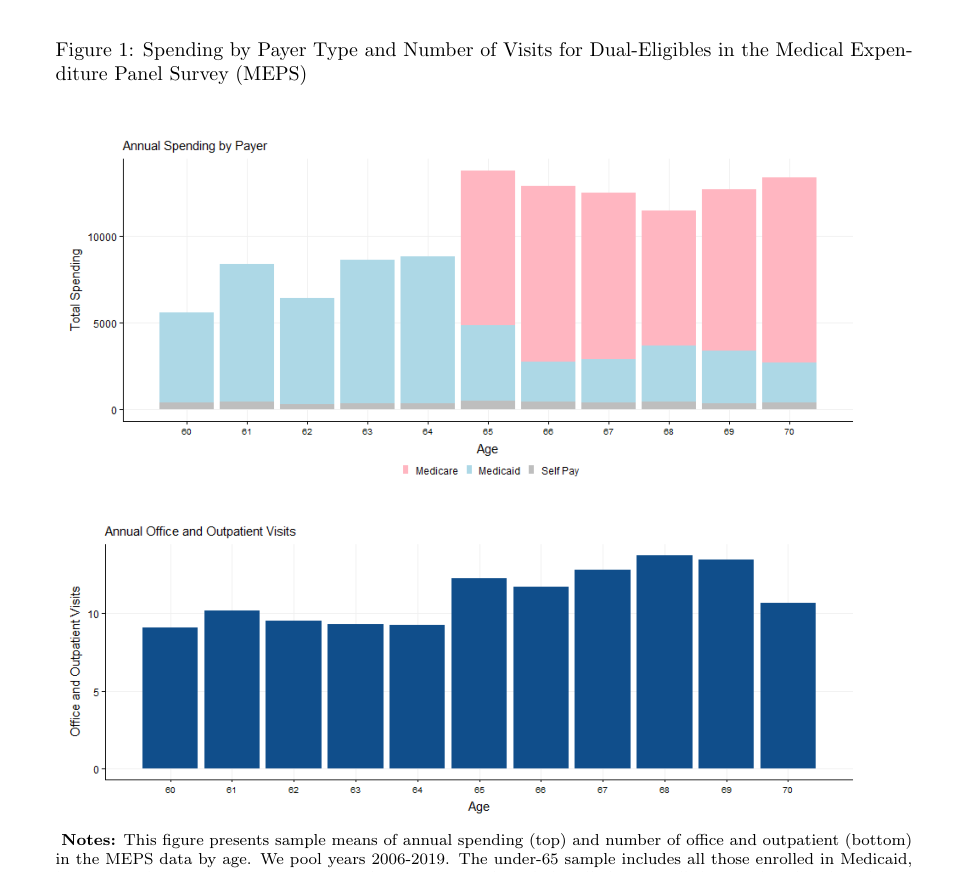 Figure 1: Spending by Payer Type and Number of Visits for Dual-Eligibles in the Medical Expen-
diture Panel Survey (MEPS)
Annual Spending by Payer
Total Spending
10000
5000
0
60 61 62 63 64 65 66 67 68 69 70
Age
Medicare Medicaid Self Pay
Annual Office and Outpatient Visits
Office and Outpatient Visits
10
5
0
60 61 62 63 64 65 66 67 68 69 70
Age
Notes: This figure presents sample means of annual spending (top) and number of office and outpatient (bottom)
in the MEPS data by age. We pool years 2006-2019. The under-65 sample includes all those enrolled in Medicaid,